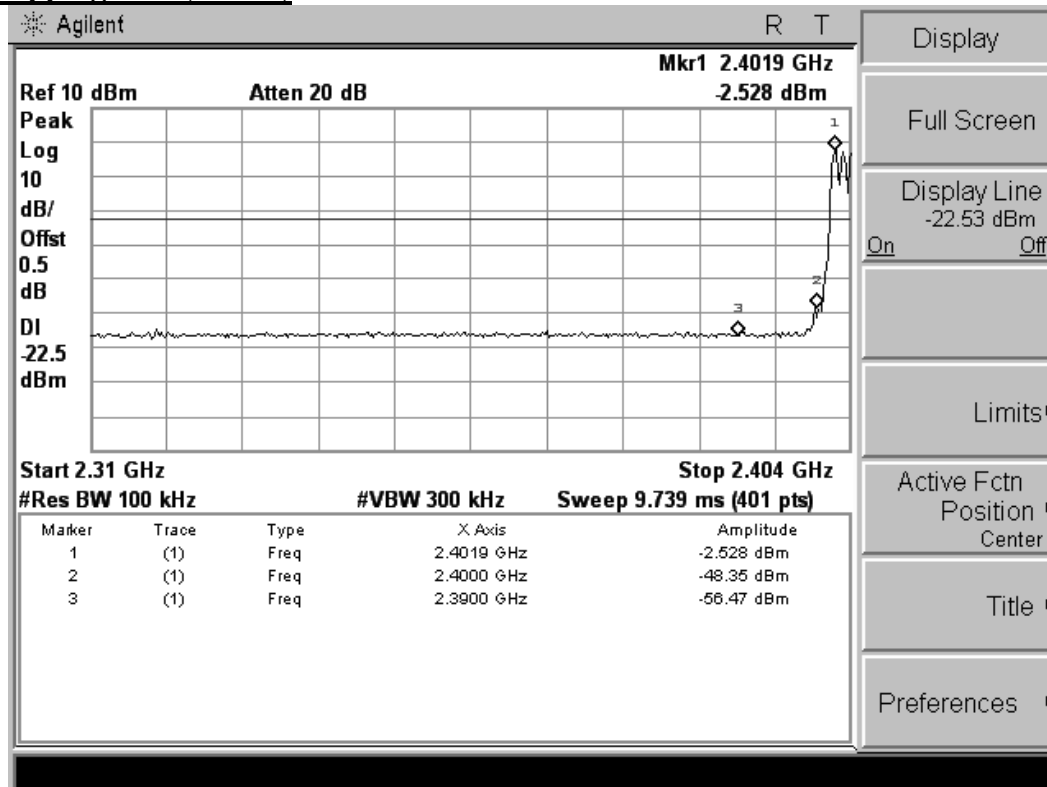 Agilent R T
Mkr1 2.4019 GHz
Ref 10 dBm Atten 20 dB -2.528 dBm
Peak
Log
10
dB/
Offst
0.5
dB
DI
-22.5
dBm
1
2
3
Start 2.31 GHz Stop 2.404 GHz
#Res BW 100 kHz #VBW 300 kHz Sweep 9.739 ms (401 pts)
Marker Trace Type X Axis Amplitude
1 (1) Freq 2.4019 GHz -2.528 dBm
2 (1) Freq 2.4000 GHz -48.35 dBm
3 (1) Freq 2.3900 GHz -56.47 dBm
Display
Full Screen
Display Line
-22.53 dBm
On Off
Limits
Active Fctn
Position
Center
Title
Preferences